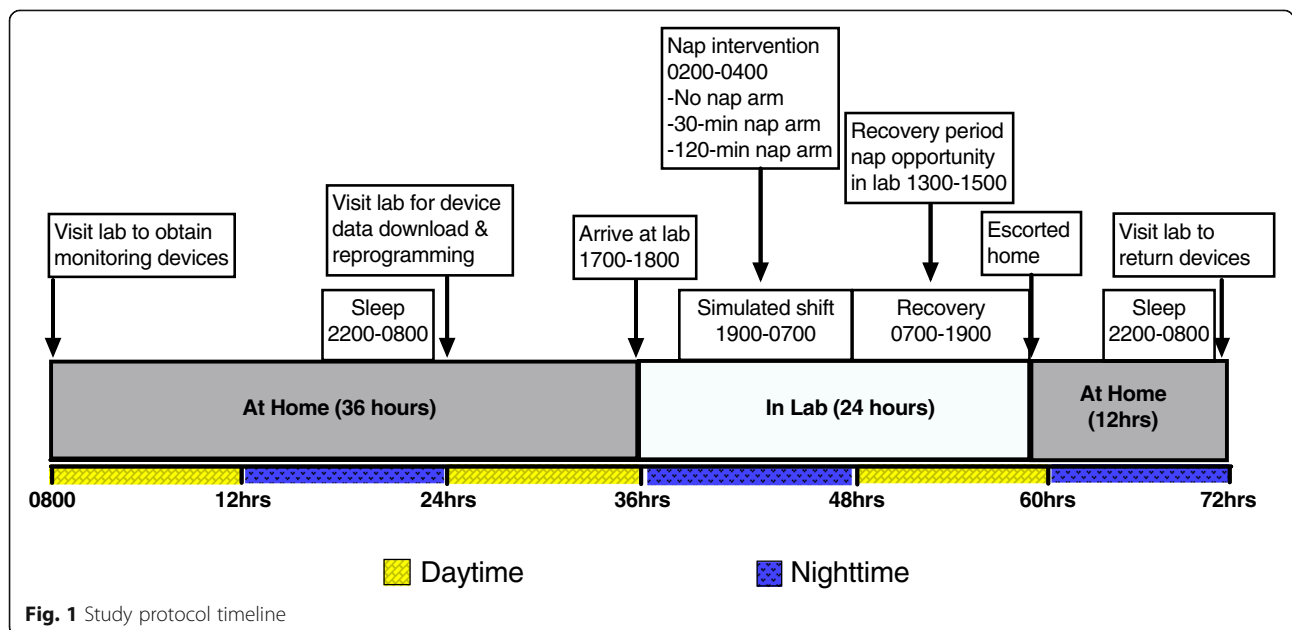 Nap intervention
0200-0400
-No nap arm
-30-min nap arm
-120-min nap arm
Recovery period
nap opportunity
in lab 1300-1500
Visit lab to obtain
monitoring devices
Visit lab for device
data download &
reprogramming
Arrive at lab
1700-1800
Escorted
home
Visit lab to
return devices
Sleep
2200-0800
Simulated shift
1900-0700
Recovery
0700-1900
Sleep
2200-0800
At Home (36 hours)
In Lab (24 hours)
At Home
(12hrs)
0800 12hrs 24hrs 36hrs 48hrs 60hrs 72hrs
Daytime Nighttime
Fig. 1 Study protocol timeline